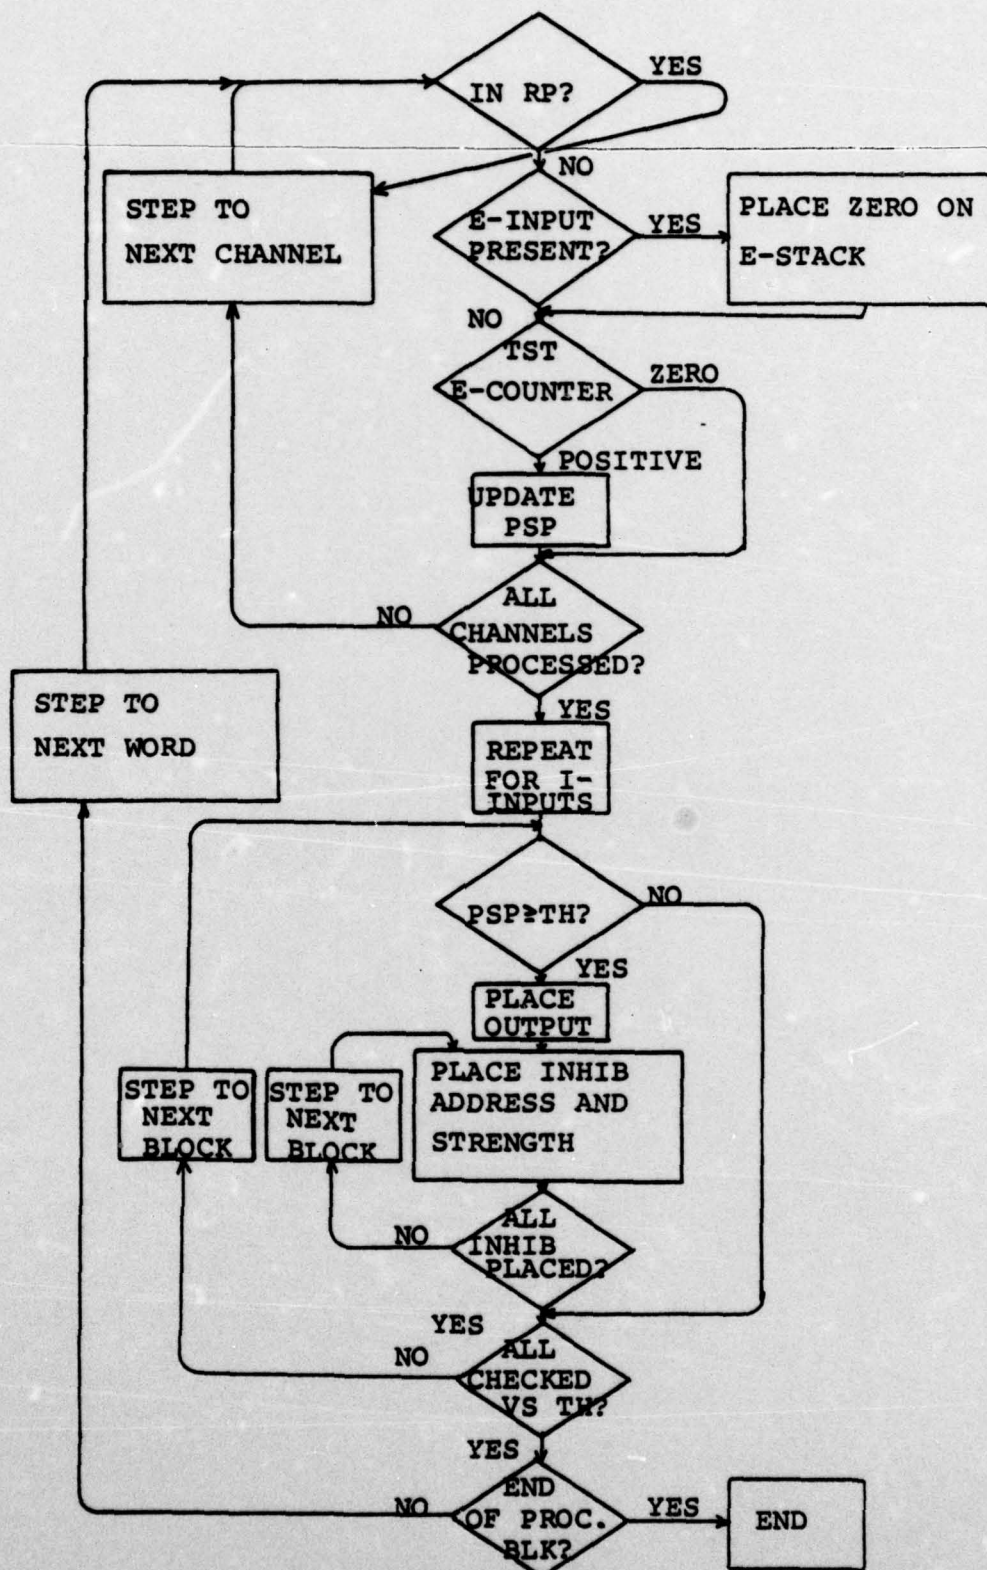 IN RP?
YES
NO
STEP TO
NEXT CHANNEL
E-INPUT
PRESENT?
YES
PLACE ZERO ON
E-STACK
NO
TST
E-COUNTER
ZERO
POSITIVE
UPDATE
PSP
ALL
CHANNELS
PROCESSED?
NO
YES
STEP TO
NEXT WORD
REPEAT
FOR I-
INPUTS
PSP≥TH?
NO
YES
PLACE
OUTPUT
STEP TO
NEXT
BLOCK
STEP TO
NEXT
BLOCK
PLACE INHIB
ADDRESS AND
STRENGTH
ALL
INHIB
PLACED?
NO
YES
ALL
CHECKED
VS TH?
NO
YES
END
OF PROC.
BLK?
NO
YES
END